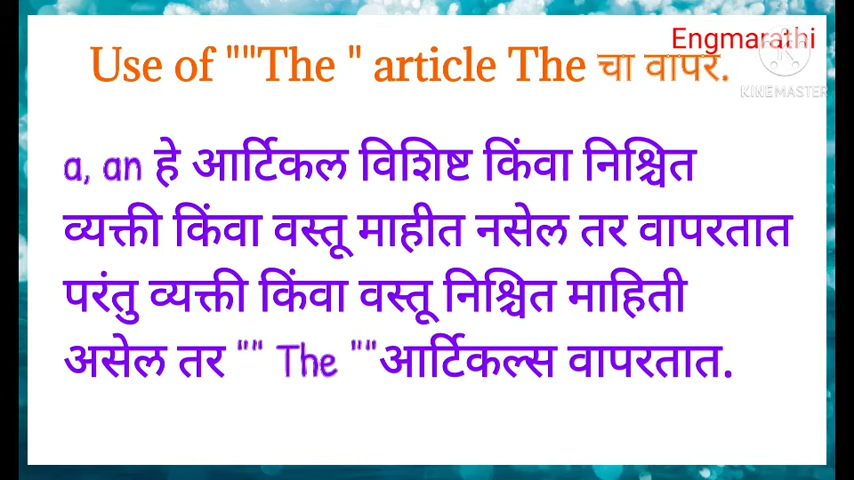 Engmarathi
Use of ""The " article The चा वापर.
KINEMASTER
a, an हे आर्टिकल विशिष्ट किंवा निश्चित
व्यक्ती किंवा वस्तू माहीत नसेल तर वापरतात
परंतु व्यक्ती किंवा वस्तू निश्चित माहिती
असेल तर "" The ""आर्टिकल्स वापरतात.